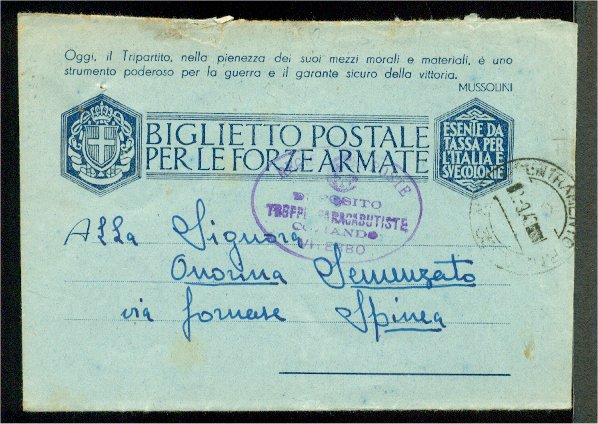 Oggi, il Tripartito, nella pienezza dei suoi mezzi morali e materiali, è uno
strumento poderoso per la guerra e il garante sicuro della vittoria.
MUSSOLINI
BIGLIETTO POSTALE
PER LE FORZE ARMATE
ESENTE DA
TASSA PER
L'ITALIA E
SVE COLONIE
DEPOSITO
TRUPPE PARACADUTISTE
COMANDO
VITERBO
Alla Signora
Onorina Semenzato
via fornase Spinea